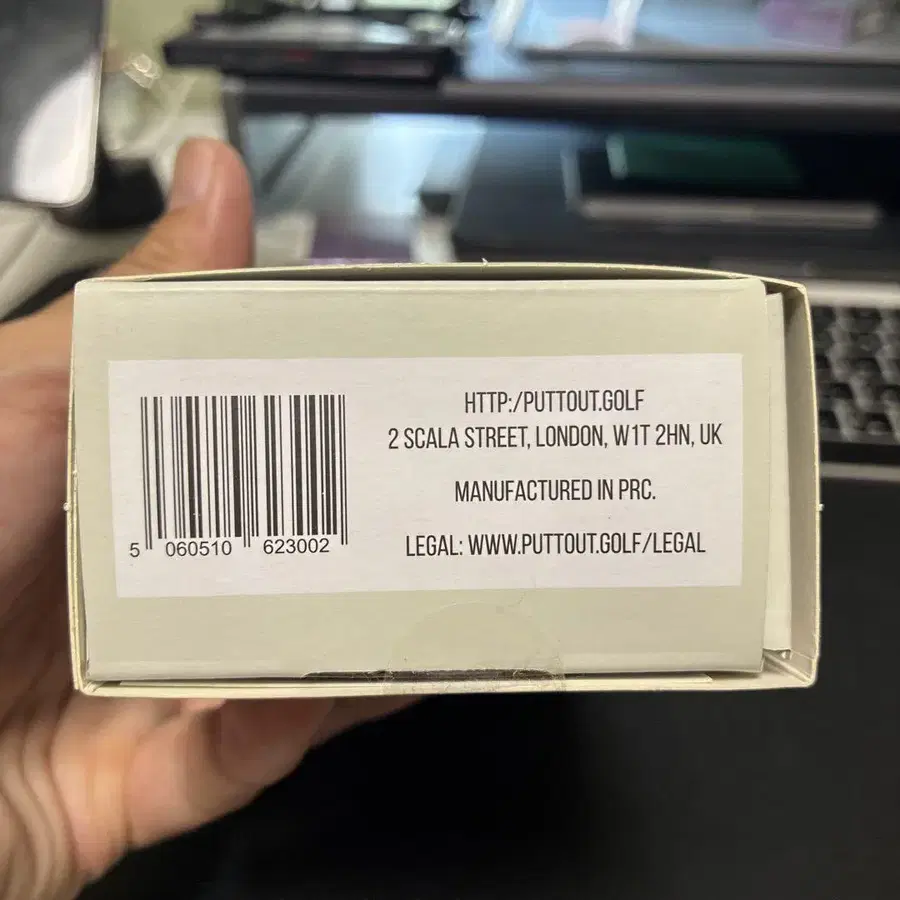 HTTP:/PUTTOUT.GOLF
2 SCALA STREET, LONDON, W1T 2HN, UK
MANUFACTURED IN PRC.
LEGAL: WWW.PUTTOUT.GOLF/LEGAL
5 060510 623002